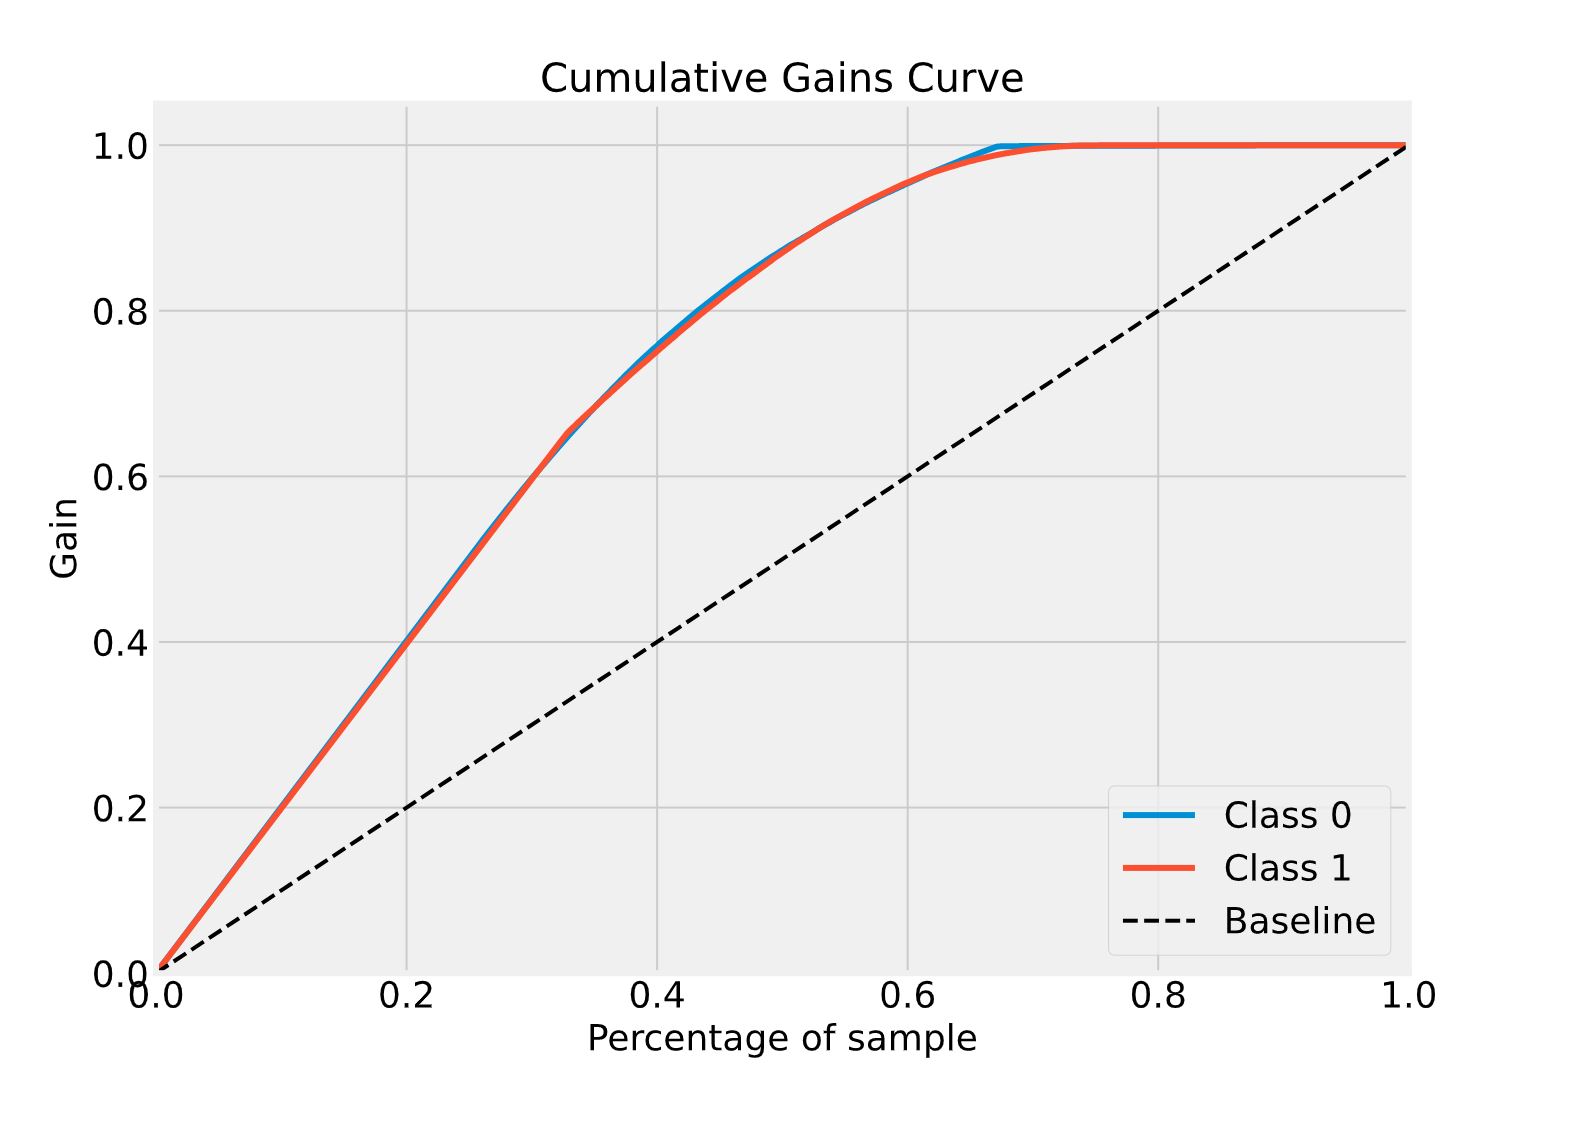 Cumulative Gains Curve
1.0
0.8
0.6
0.4
0.2
0.0
Gain
0.0 0.2 0.4 0.6 0.8 1.0
Percentage of sample
Class 0
Class 1
Baseline